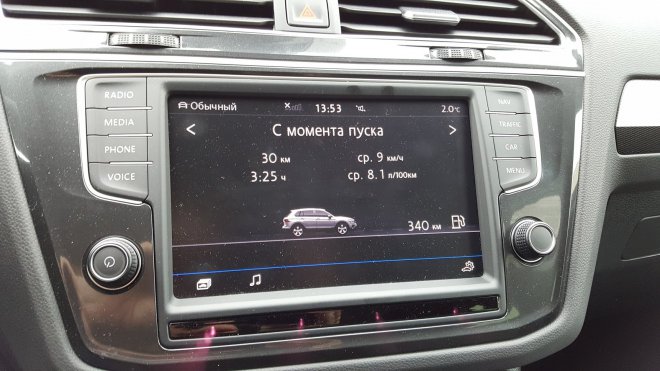 RADIO
MEDIA
PHONE
VOICE
Обычный 13:53 2.0°C
< С момента пуска >
30 км ср. 9 км/ч
3:25 ч ср. 8.1 л/100км
340 км
NAV
TRAFFIC
CAR
MENU